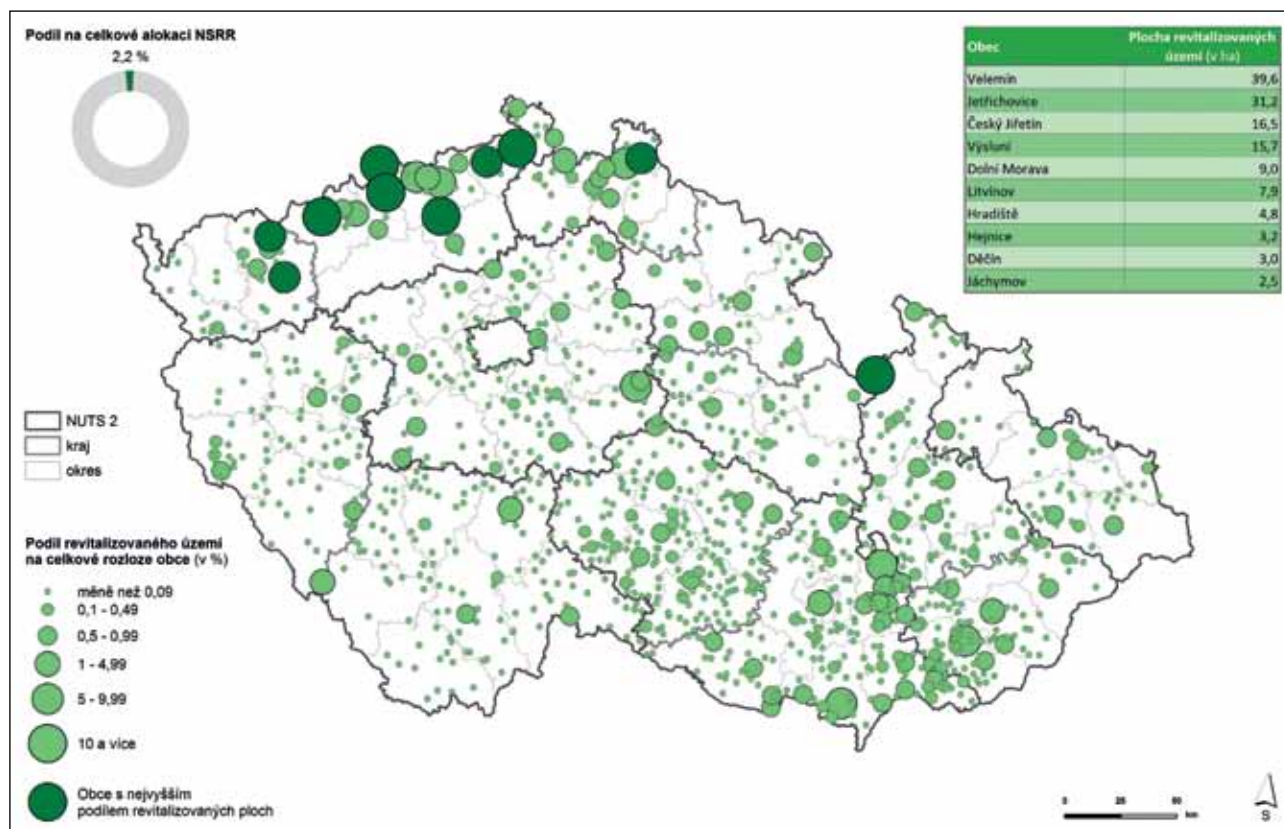 Podíl na celkové alokaci NSRR
2,2 %
Obec Plocha revitalizovaných
území (v ha)
Velemín 39,6
Jetřichovice 31,2
Český Jiřetín 16,5
Výsluní 15,7
Dolní Morava 9,0
Litvínov 7,9
Hradiště 4,8
Hejnice 3,2
Děčín 3,0
Jáchymov 2,5
NUTS 2
kraj
okres
Podíl revitalizovaného území
na celkové rozloze obce (v %)
méně než 0,09
0,1 - 0,49
0,5 - 0,99
1 - 4,99
5 - 9,99
10 a více
Obce s nejvyšším
podílem revitalizovaných ploch
0 25 50
km
S